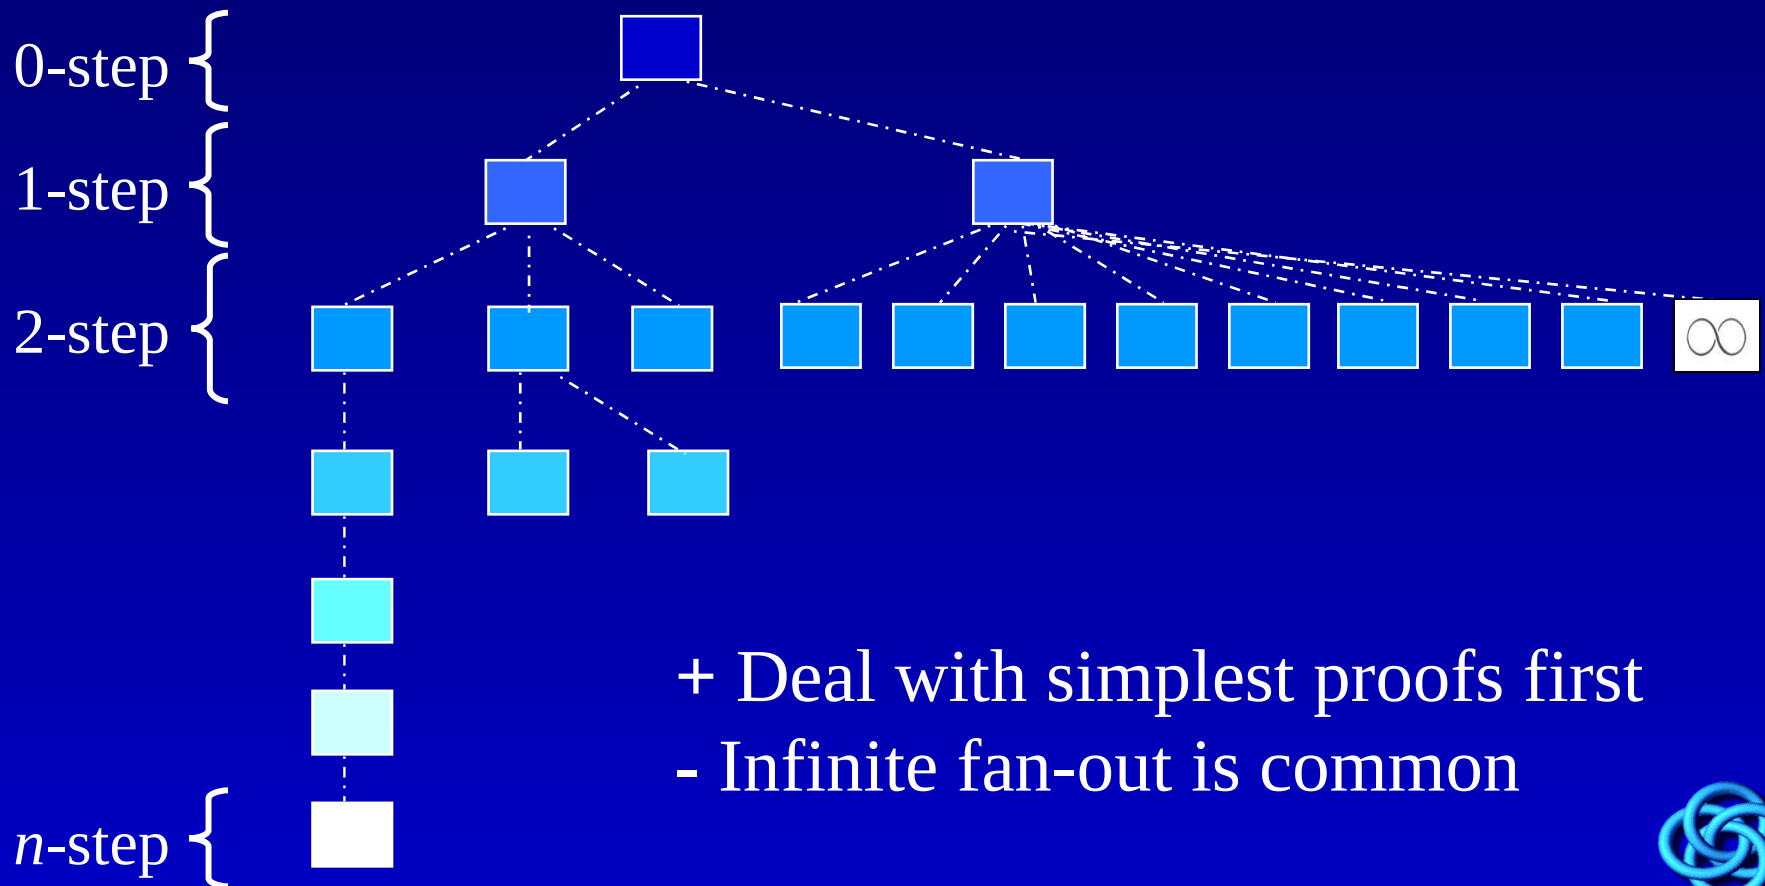 0-step
1-step
2-step
∞
+ Deal with simplest proofs first
- Infinite fan-out is common
n-step